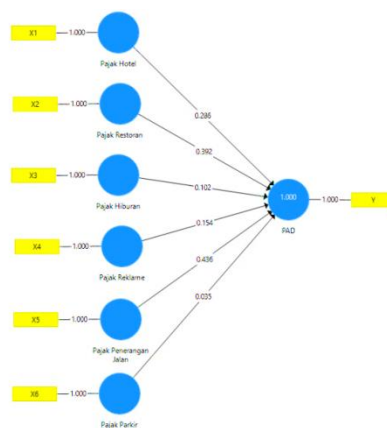 X1 1.000
Pajak Hotel
0.286
X2 1.000
Pajak Restoran
0.392
X3 1.000
Pajak Hiburan
0.102
1.000 1.000 Y
PAD
X4 1.000
0.154
Pajak Reklame
0.436
X5 1.000
0.035
Pajak Penerangan
Jalan
X6 1.000
Pajak Parkir